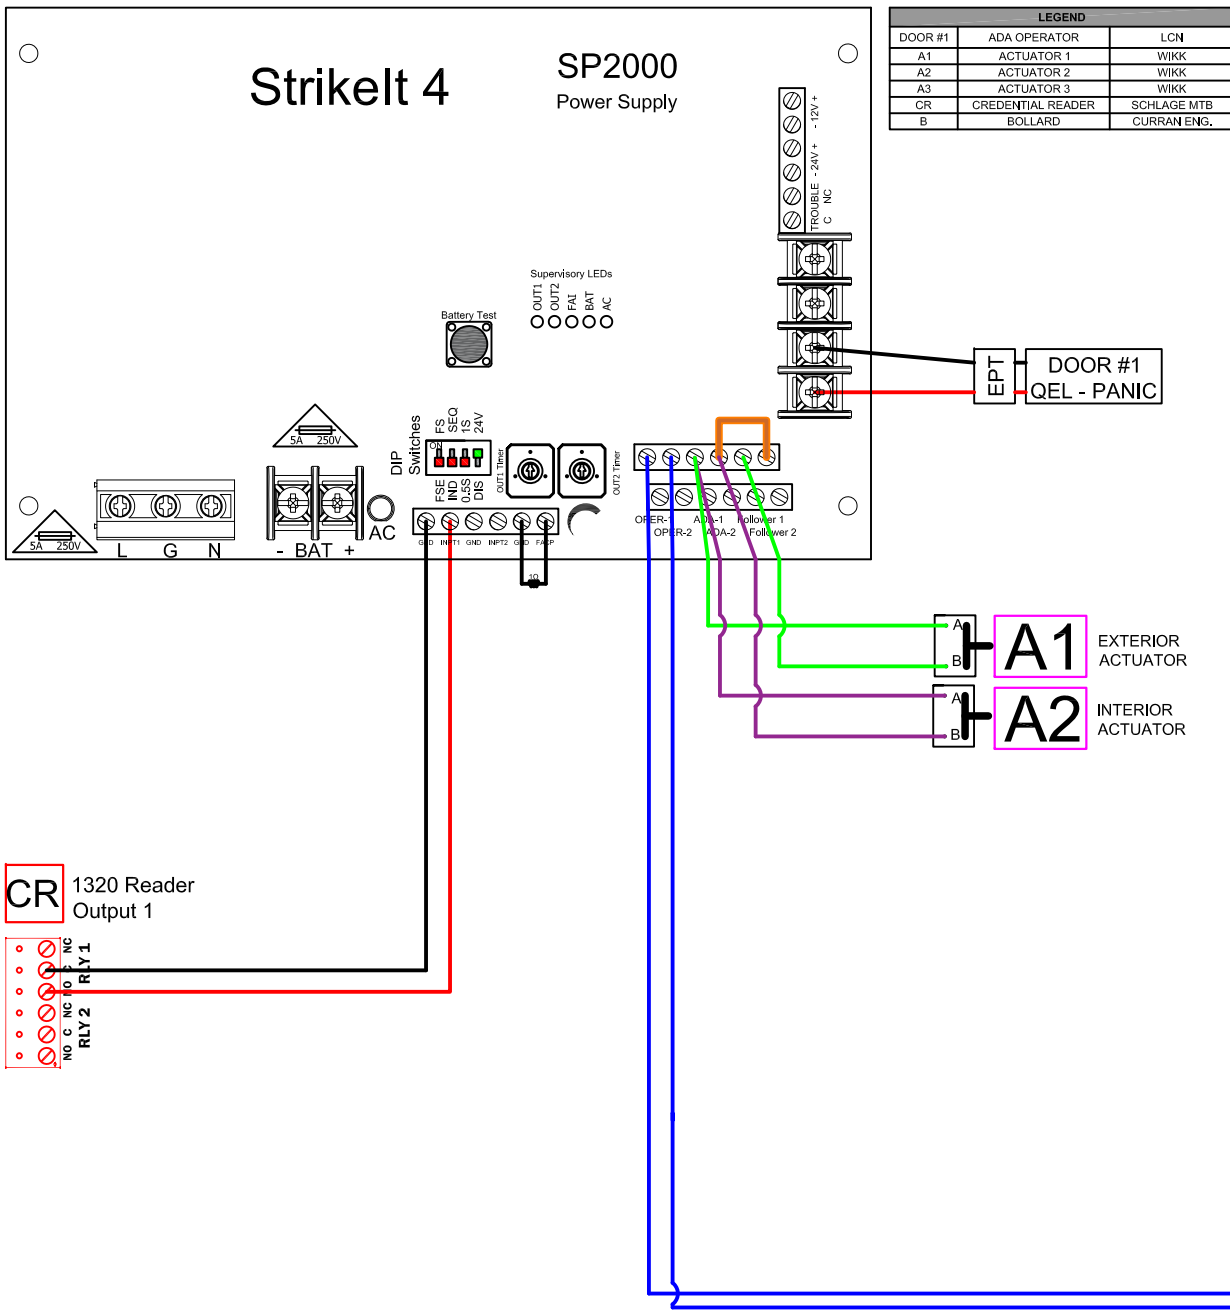 StrikeIt 4
SP2000
Power Supply
LEGEND
DOOR #1 ADA OPERATOR LCN
A1 ACTUATOR 1 WIKK
A2 ACTUATOR 2 WIKK
A3 ACTUATOR 3 WIKK
CR CREDENTIAL READER SCHLAGE MTB
B BOLLARD CURRAN ENG.
- 12V +
- 24V +
TROUBLE
C NC
Supervisory LEDs
OUT1
OUT2
FAI
BAT
AC
Battery Test
EPT
DOOR #1
QEL - PANIC
5A 250V
DIP
Switches
FS
SEQ
1S
24V
ON
FSE
IND
0.5S
DIS
OUT1 Timer
OUT2 Timer
5A 250V
L G N
- BAT +
AC
GND INPT1 GND INPT2 GND FACP
OPER-1 ADA-1 Follower 1
OPER-2 ADA-2 Follower 2
A
B
A1
EXTERIOR
ACTUATOR
A
B
A2
INTERIOR
ACTUATOR
CR
1320 Reader
Output 1
NC
C
NO
RLY 1
NC
C
NO
RLY 2